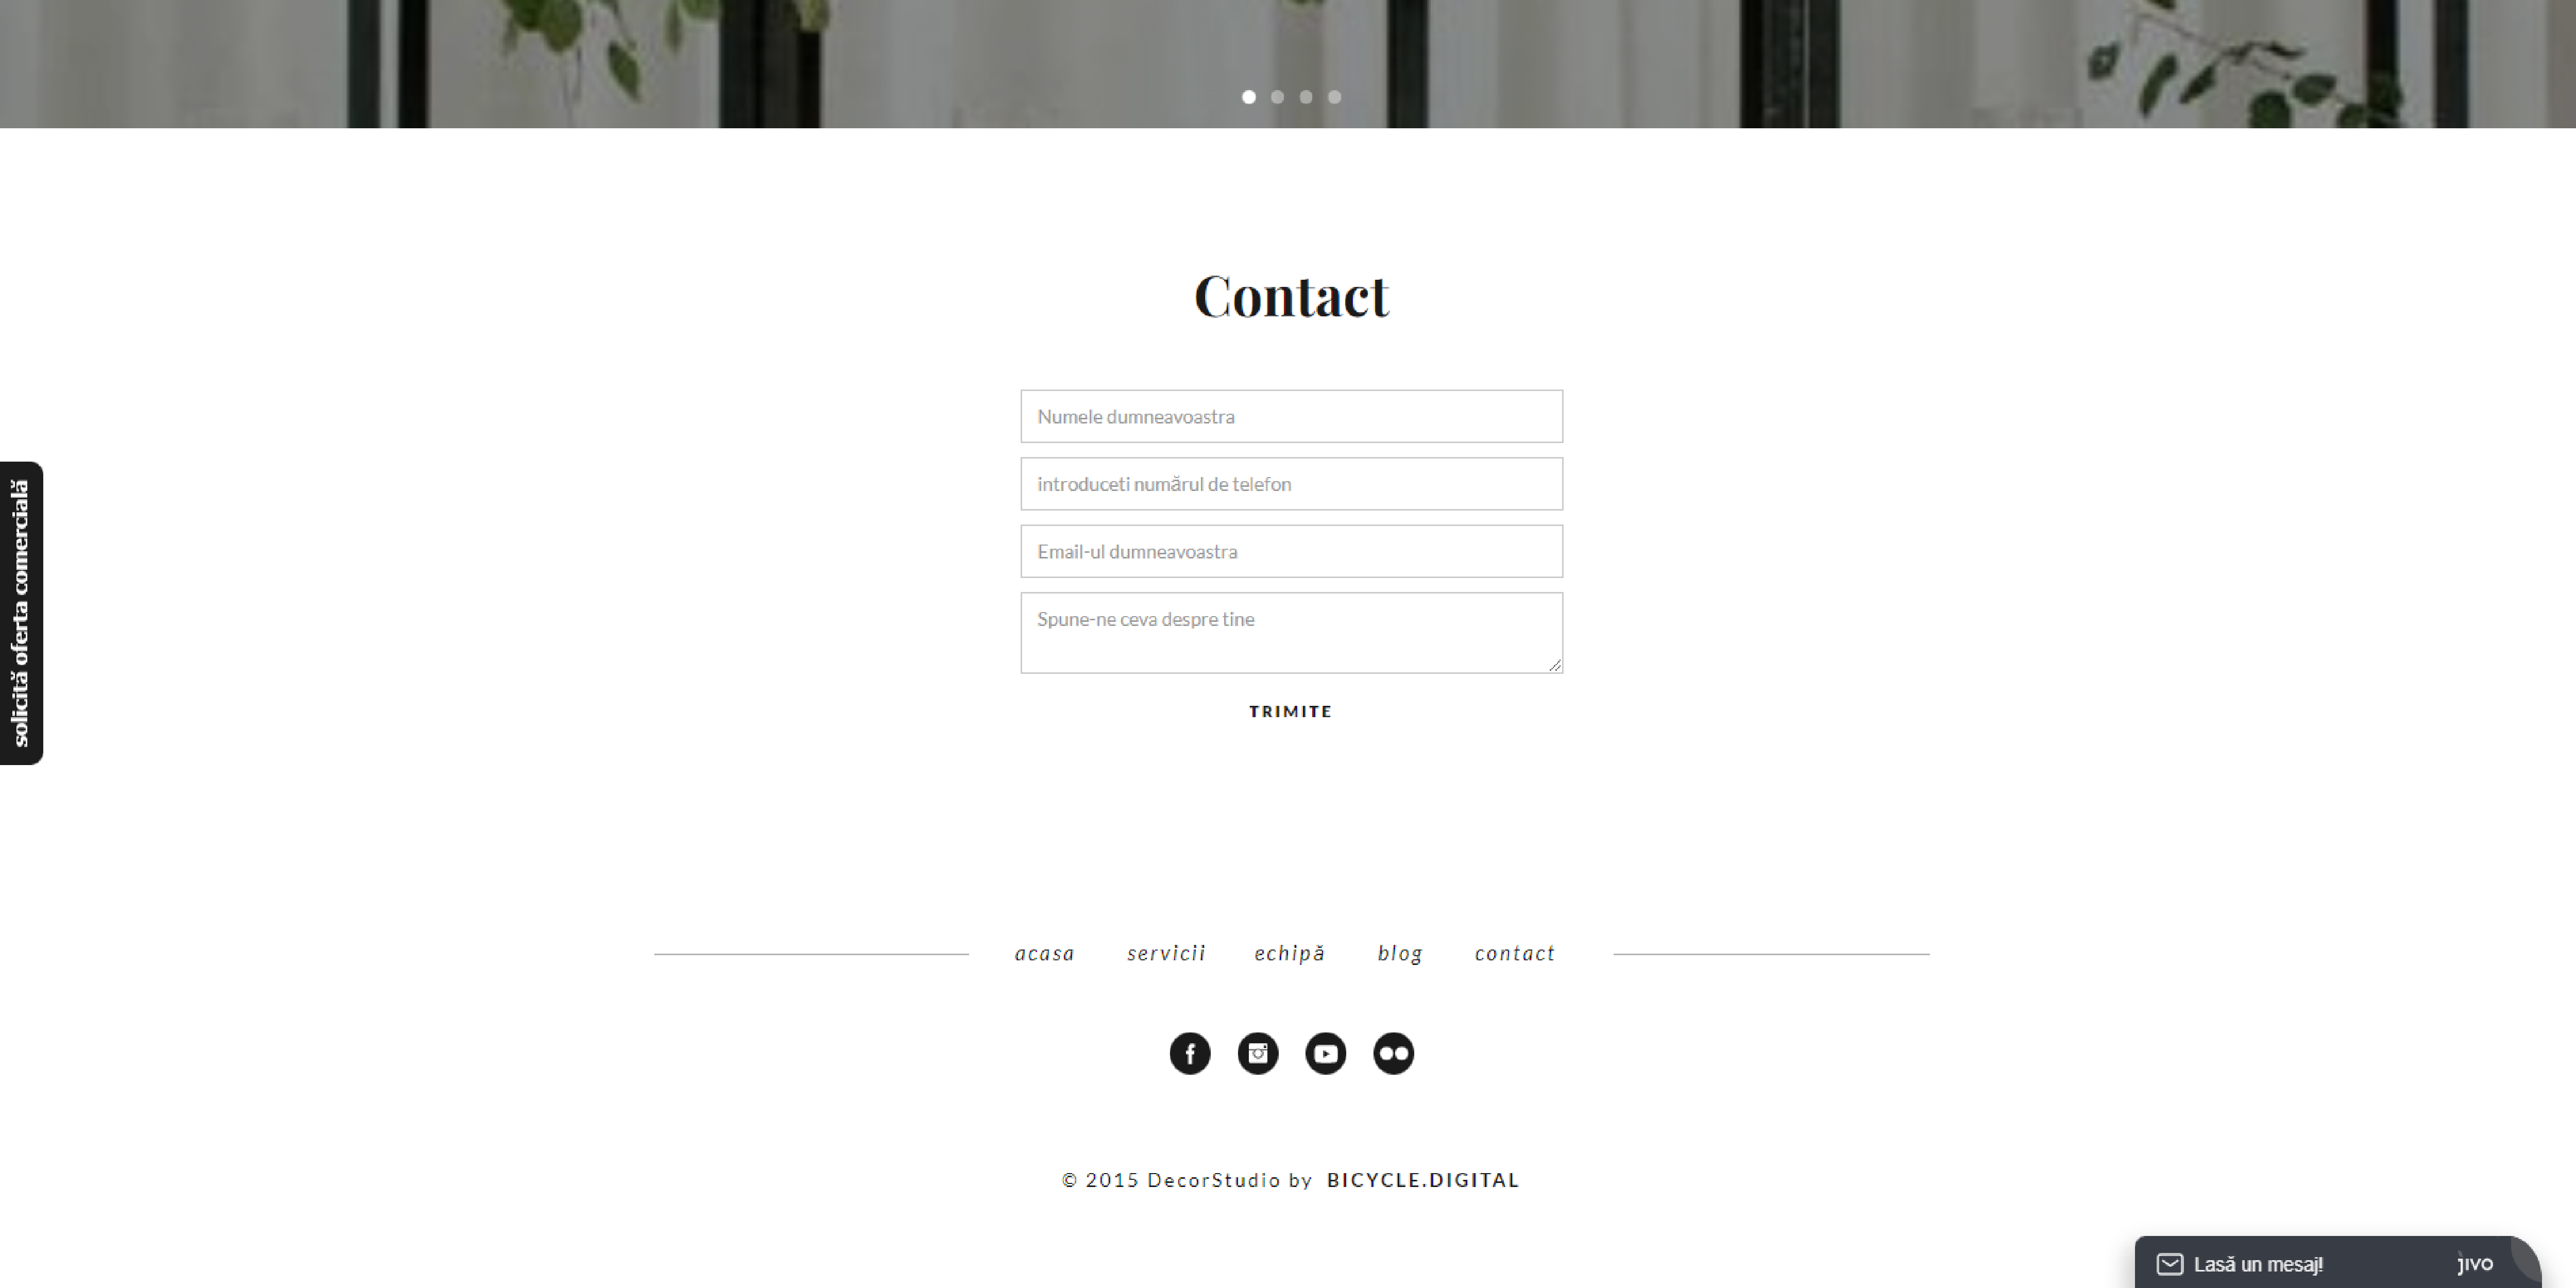 Contact
Numele dumneavoastra
introduceti numărul de telefon
Email-ul dumneavoastra
Spune-ne ceva despre tine
TRIMITE
solicită oferta comercială
acasa servicii echipă blog contact
© 2015 DecorStudio by BICYCLE.DIGITAL
Lasă un mesaj! jivo